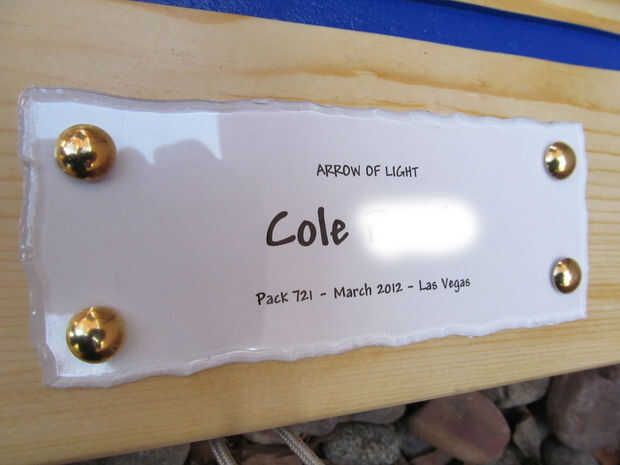 ARROW OF LIGHT
Cole
Pack 721 - March 2012 - Las Vegas